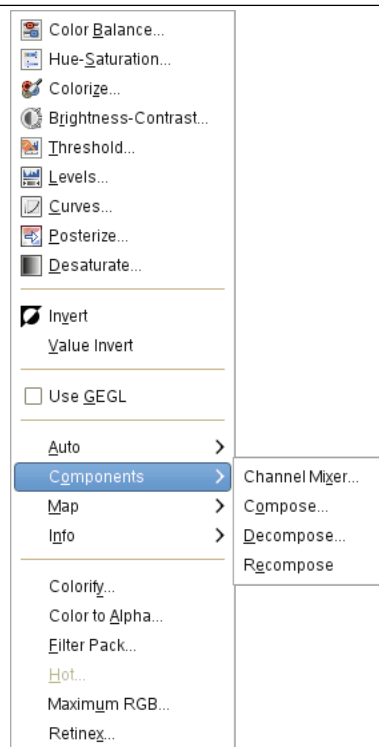 Color Balance...
Hue-Saturation...
Colorize...
Brightness-Contrast...
Threshold...
Levels...
Curves...
Posterize...
Desaturate...
Invert
Value Invert
Use GEGL
Auto
Components
Map
Info
Channel Mixer...
Compose...
Decompose...
Recompose
Colorify...
Color to Alpha...
Filter Pack...
Hot...
Maximum RGB...
Retinex...